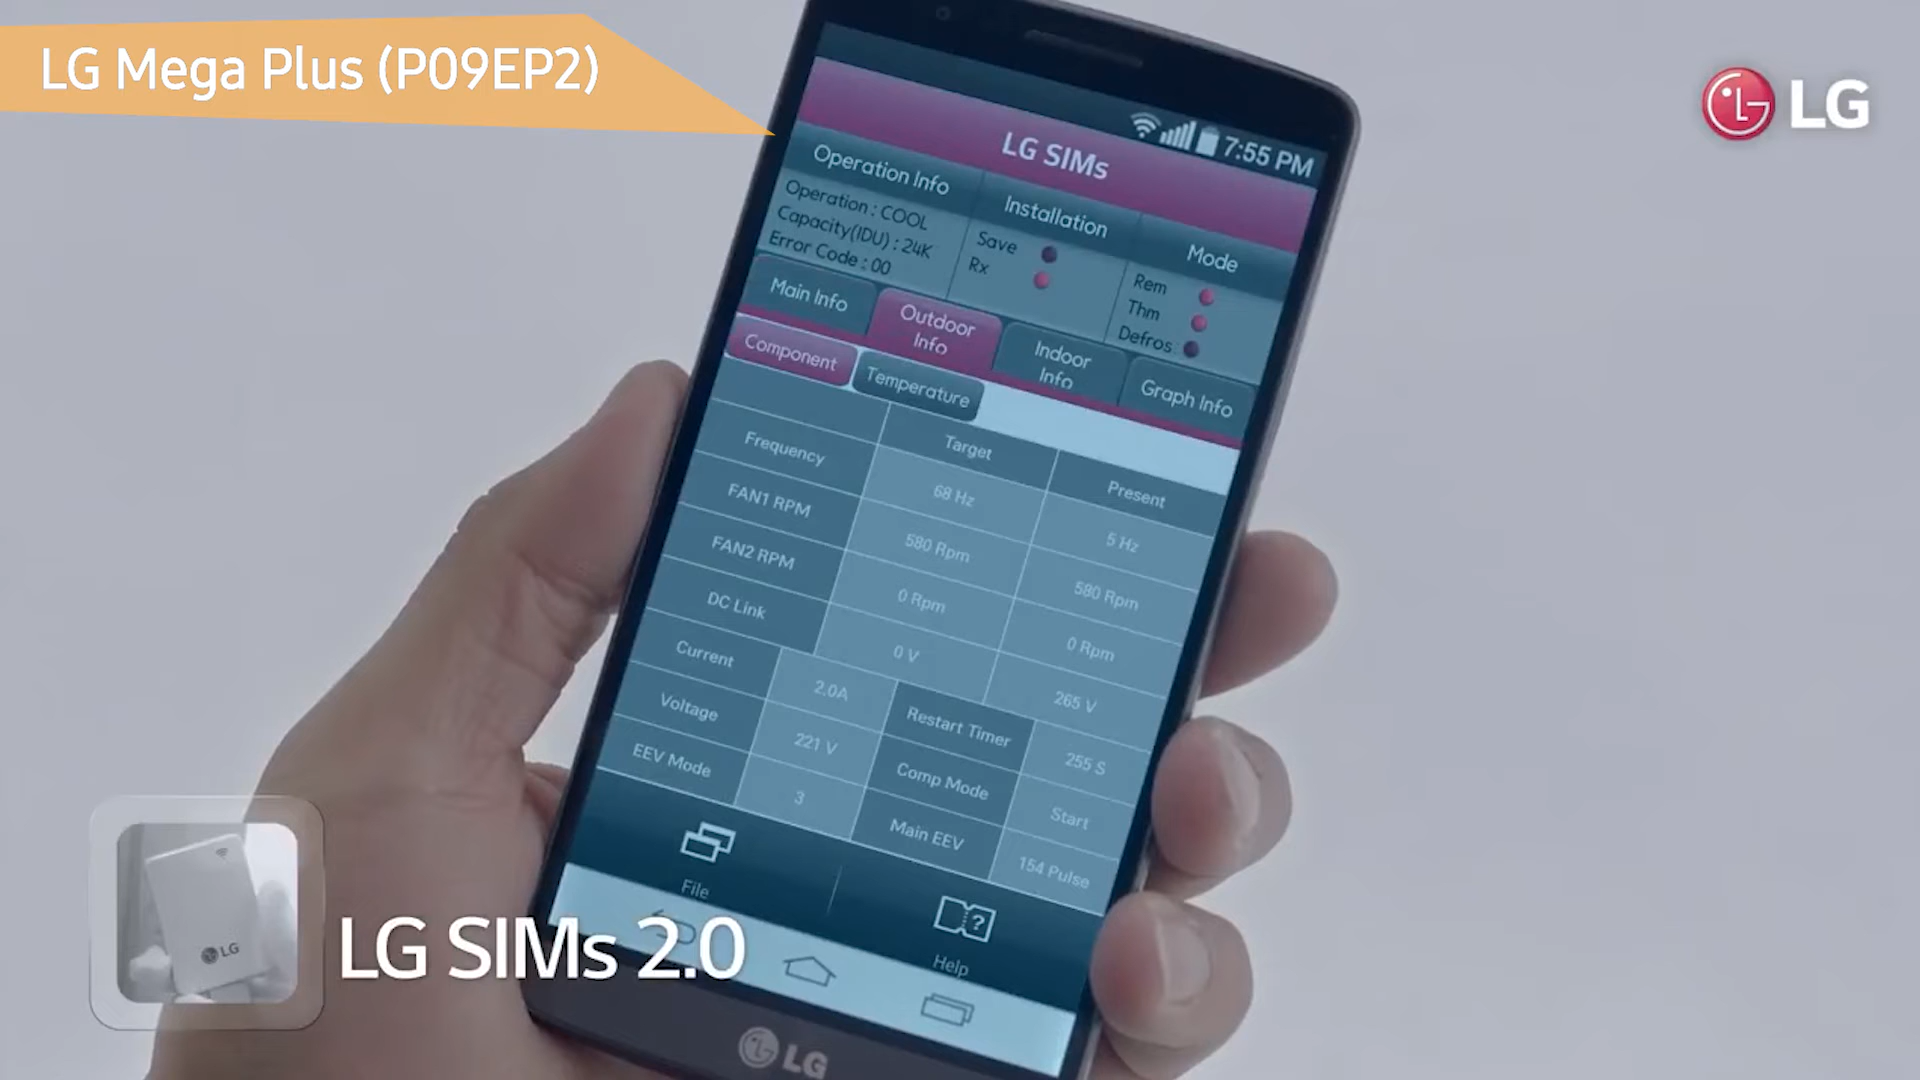 LG Mega Plus (P09EP2)
LG
7:55 PM
LG SIMs
Operation Info
Installation
Mode
Operation : COOL
Capacity(IDU) : 24K
Error Code : 00
Save
Rx
Rem
Thm
Defros
Main Info
Outdoor Info
Indoor Info
Graph Info
Component
Temperature
Target
Present
Frequency
68 Hz
5 Hz
FAN1 RPM
580 Rpm
580 Rpm
FAN2 RPM
0 Rpm
0 Rpm
DC Link
0 V
265 V
Current
2.0A
Restart Timer
255 S
Voltage
221 V
Comp Mode
Start
EEV Mode
3
Main EEV
154 Pulse
File
Help
LG
LG SIMs 2.0
LG